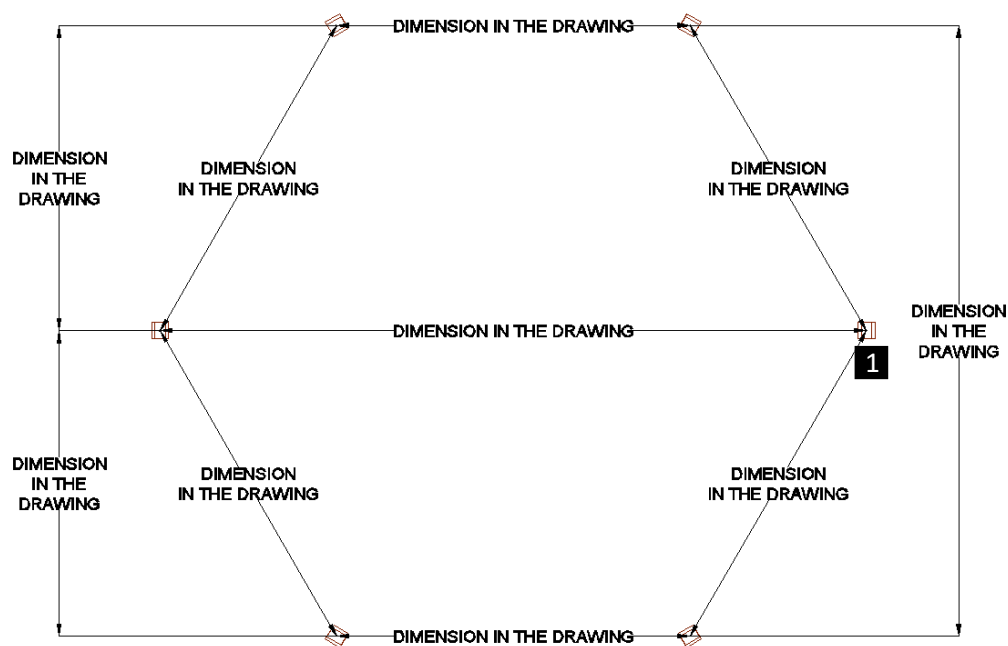 DIMENSION IN THE DRAWING
DIMENSION
IN THE
DRAWING
DIMENSION
IN THE DRAWING
DIMENSION
IN THE DRAWING
DIMENSION IN THE DRAWING
DIMENSION
IN THE
DRAWING
1
DIMENSION
IN THE
DRAWING
DIMENSION
IN THE DRAWING
DIMENSION
IN THE DRAWING
DIMENSION IN THE DRAWING